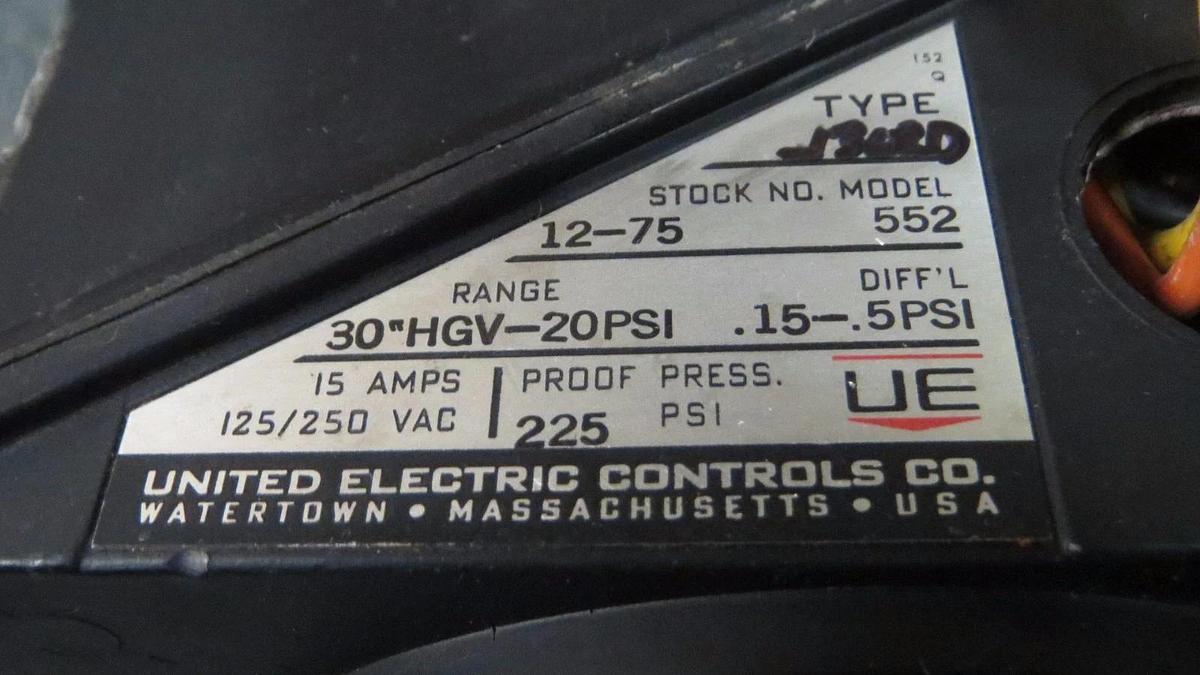 152
Q
TYPE
STOCK NO. MODEL
12-75 552
RANGE DIFF'L
30"HGV-20PSI .15-.5PSI
15 AMPS PROOF PRESS.
125/250 VAC 225 PSI
UE
UNITED ELECTRIC CONTROLS CO.
WATERTOWN • MASSACHUSETTS • USA